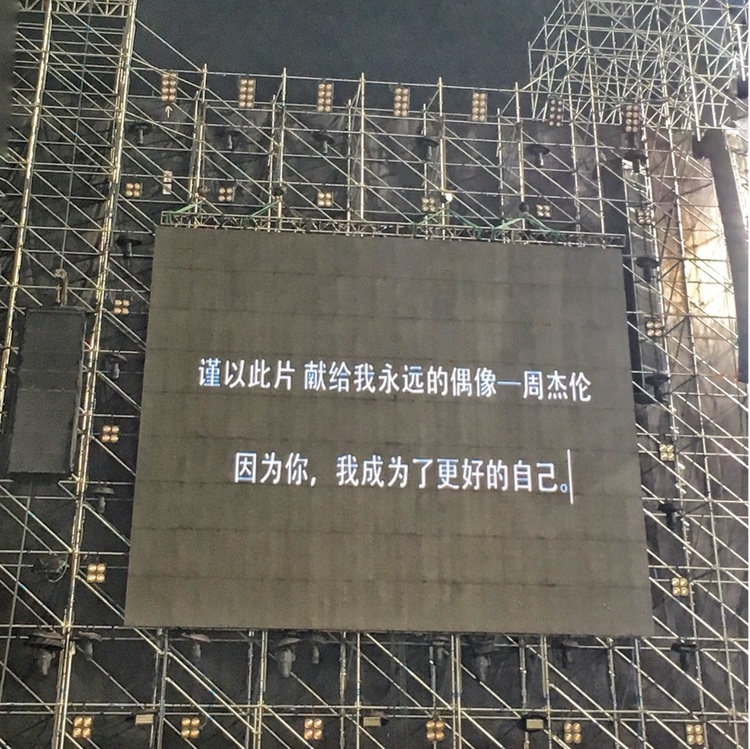 谨以此片 献给我永远的偶像一周杰伦
因为你，我成为了更好的自己。